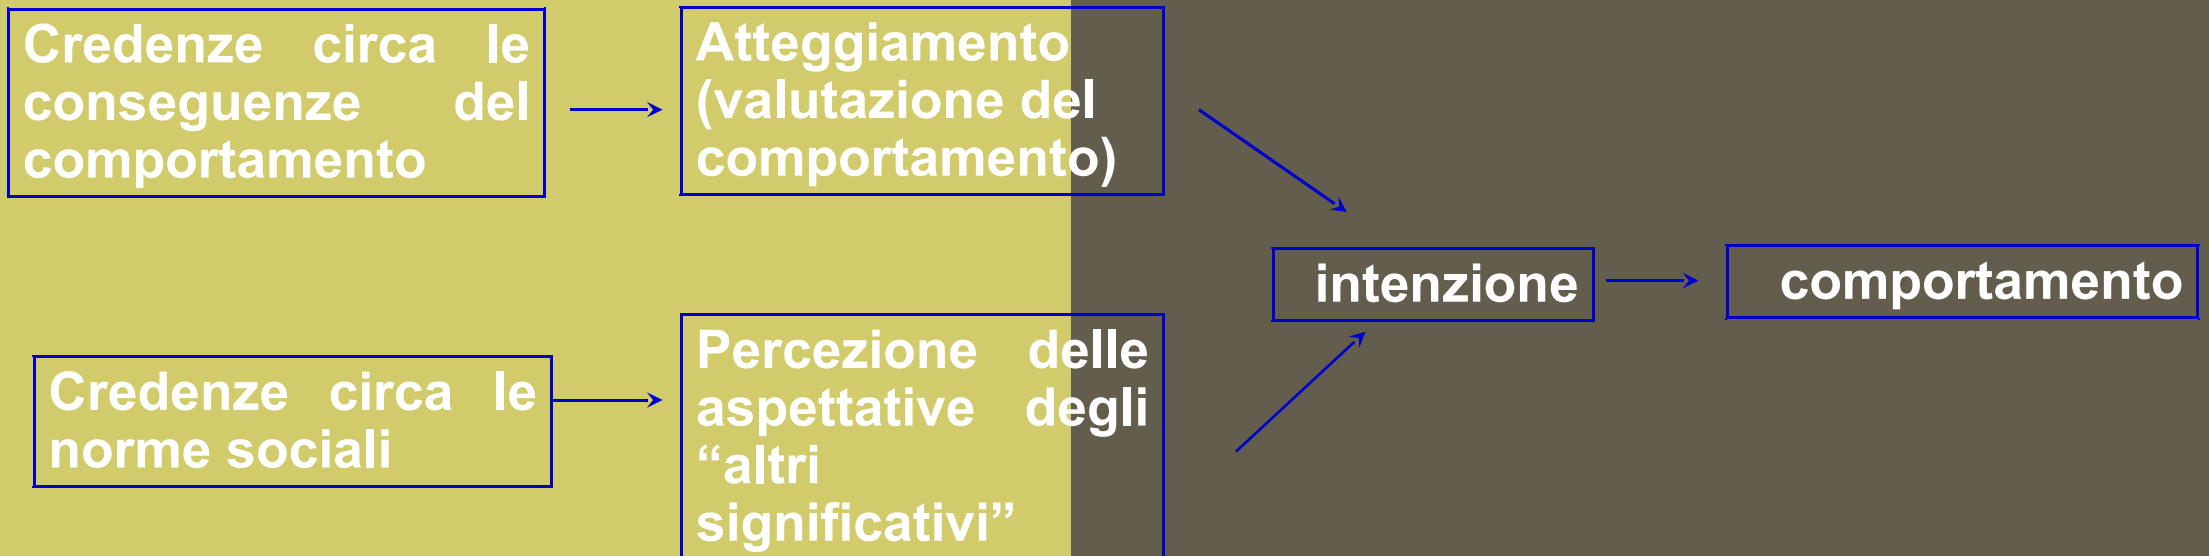 Credenze circa le
conseguenze del
comportamento
Atteggiamento
(valutazione del
comportamento)
intenzione
comportamento
Credenze circa le
norme sociali
Percezione delle
aspettative degli
“altri
significativi”